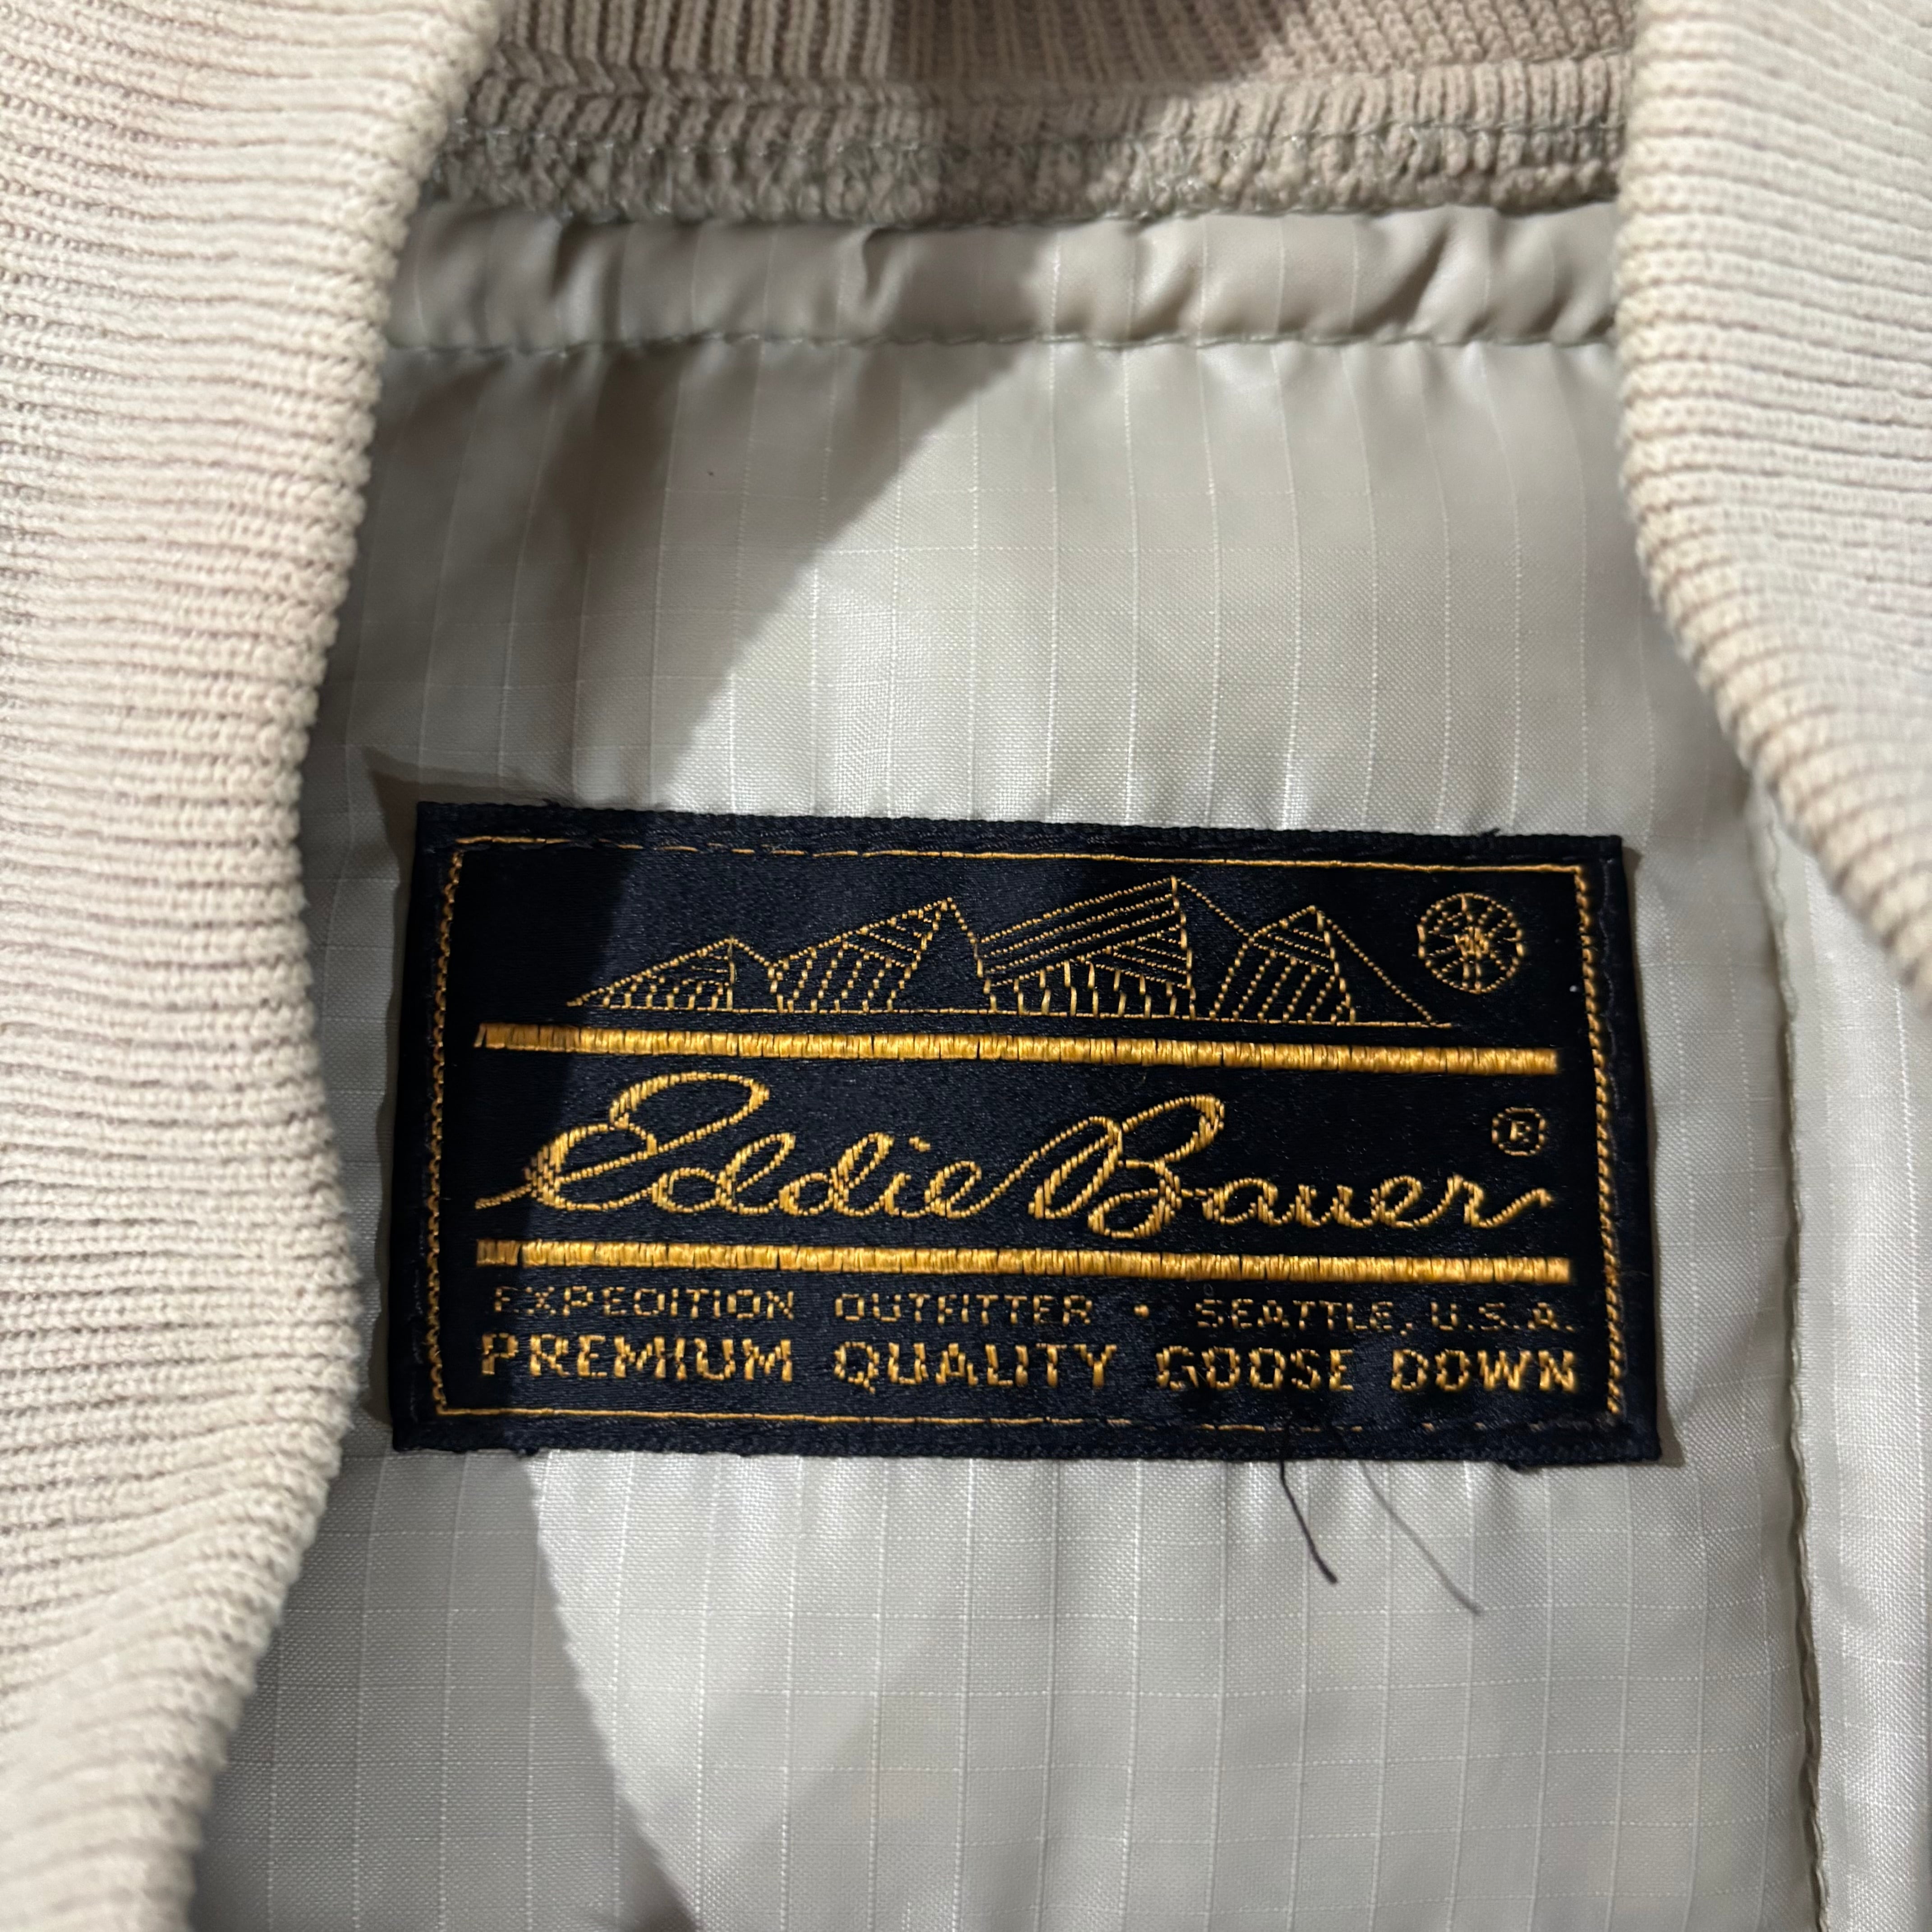 Eddie Bauer ®
EXPEDITION OUTFITTER • SEATTLE, U.S.A.
PREMIUM QUALITY GOOSE DOWN